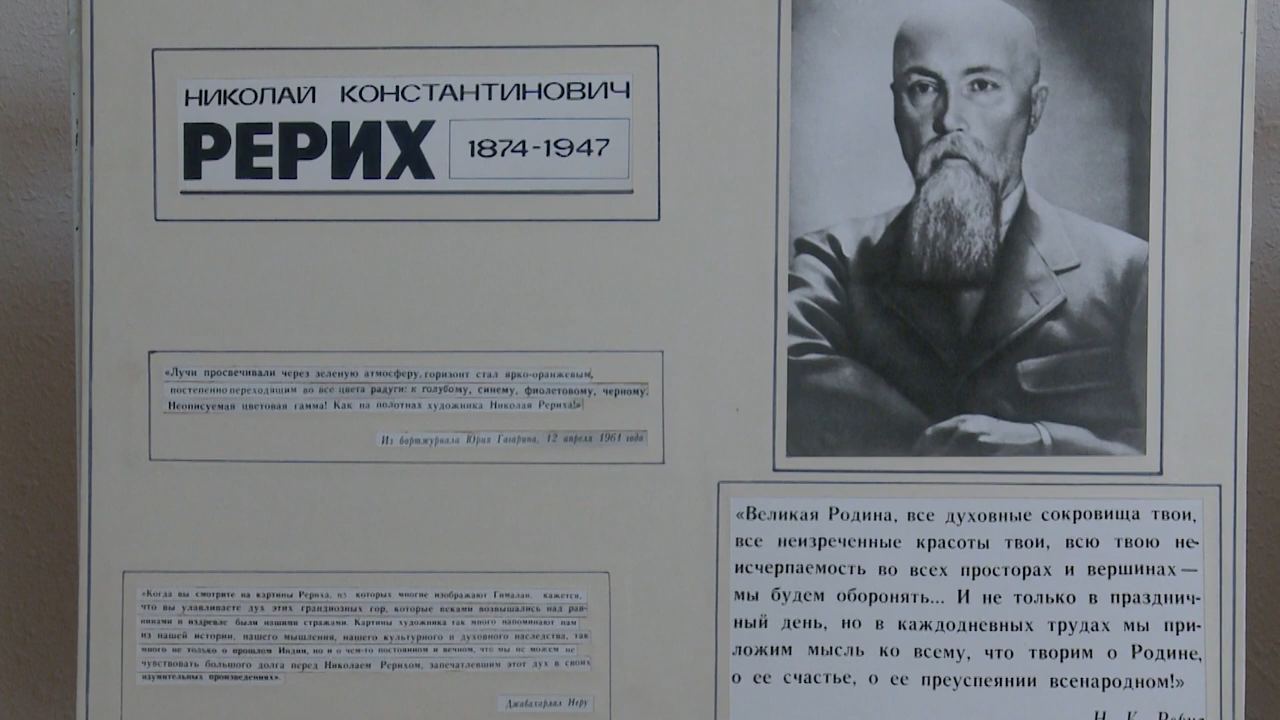 НИКОЛАЙ КОНСТАНТИНОВИЧ
РЕРИХ
1874-1947
«Лучи просвечивали через зеленую атмосферу, горизонт стал ярко-оранжевым,
постепенно переходящим во все цвета радуги: к голубому, синему, фиолетовому, черному.
Неописуемая цветовая гамма! Как на полотнах художника Николая Рериха!»
Из бортжурнала Юрия Гагарина, 12 апреля 1961 года
«Когда вы смотрите на картины Рериха, из которых многие изображают Гималаи, кажется,
что вы улавливаете дух этих грандиозных гор, которые веками возвышались над рав-
нинами и издревле были нашими стражами. Картины художника так много напоминают нам
из нашей истории, нашего мышления, нашего культурного и духовного наследства, так
много не только о прошлом Индии, но и о чем-то постоянном и вечном, что мы не можем не
чувствовать большого долга перед Николаем Рерихом, запечатлевшим этот дух в своих
изумительных произведениях».
Джавахарлал Неру
«Великая Родина, все духовные сокровища твои,
все неизреченные красоты твои, всю твою не-
исчерпаемость во всех просторах и вершинах —
мы будем оборонять... И не только в празднич-
ный день, но в каждодневных трудах мы при-
ложим мысль ко всему, что творим о Родине,
о ее счастье, о ее преуспеянии всенародном!»
Н. К. Рерих